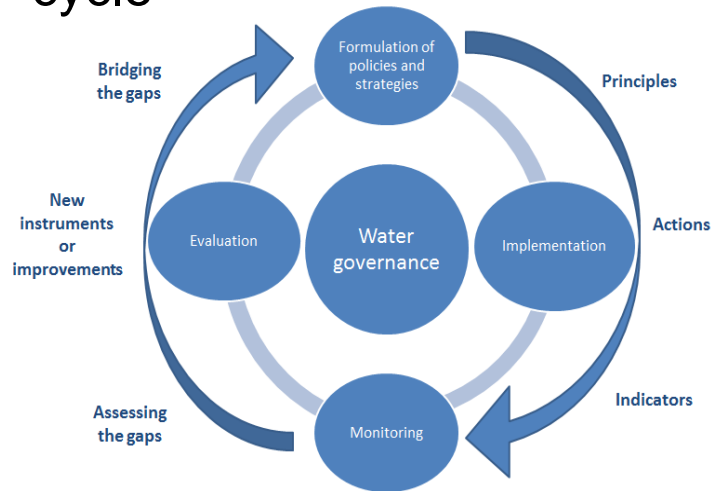 cycle
Formulation of
policies and
strategies
Principles
Actions
Implementation
Indicators
Monitoring
Assessing
the gaps
New
instruments
or
improvements
Evaluation
Bridging
the gaps
Water
governance